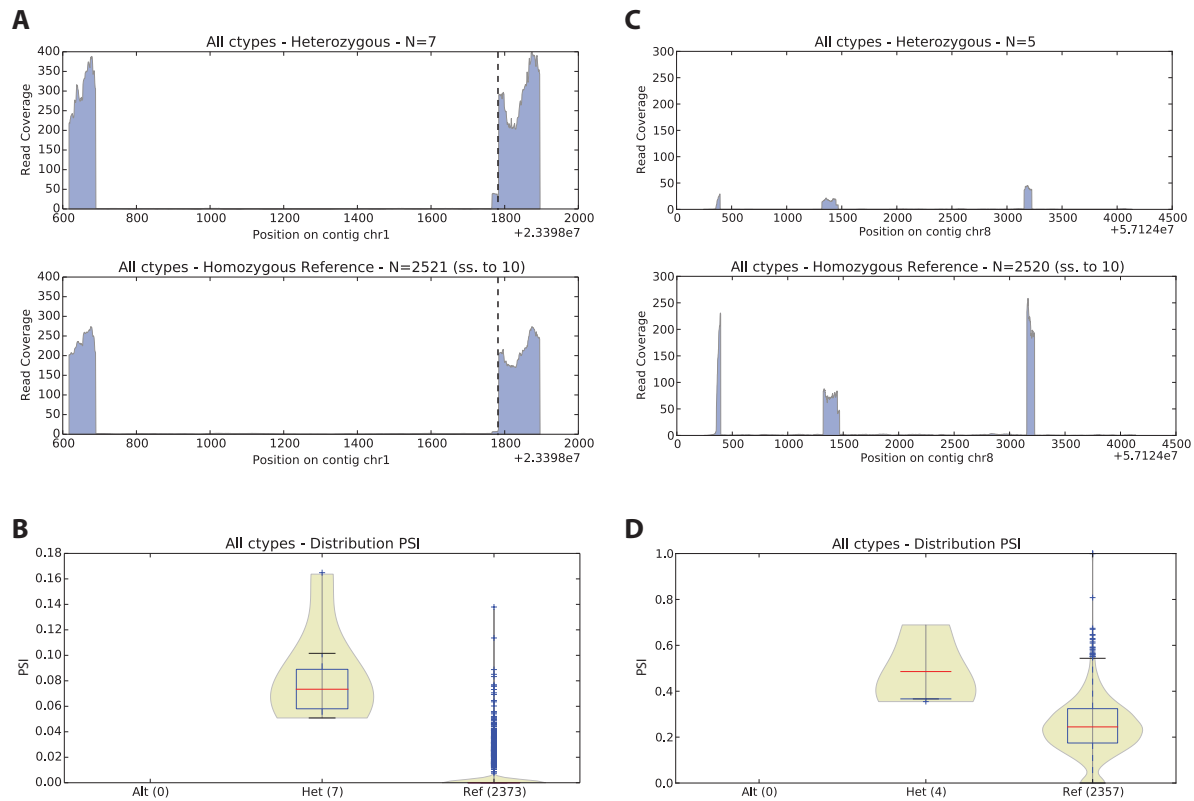 A
All ctypes - Heterozygous - N=7
400
350
300
250
200
150
100
50
0
Read Coverage
600 800 1000 1200 1400 1600 1800 2000
Position on contig chr1
+2.3398e7
All ctypes - Homozygous Reference - N=2521 (ss. to 10)
400
350
300
250
200
150
100
50
0
Read Coverage
600 800 1000 1200 1400 1600 1800 2000
Position on contig chr1
+2.3398e7
B
All ctypes - Distribution PSI
0.18
0.16
0.14
0.12
0.10
0.08
0.06
0.04
0.02
0.00
PSI
Alt (0) Het (7) Ref (2373)
C
All ctypes - Heterozygous - N=5
300
250
200
150
100
50
0
Read Coverage
0 500 1000 1500 2000 2500 3000 3500 4000 4500
Position on contig chr8
+5.7124e7
All ctypes - Homozygous Reference - N=2520 (ss. to 10)
300
250
200
150
100
50
0
Read Coverage
0 500 1000 1500 2000 2500 3000 3500 4000 4500
Position on contig chr8
+5.7124e7
D
All ctypes - Distribution PSI
1.0
0.8
0.6
0.4
0.2
0.0
PSI
Alt (0) Het (4) Ref (2357)